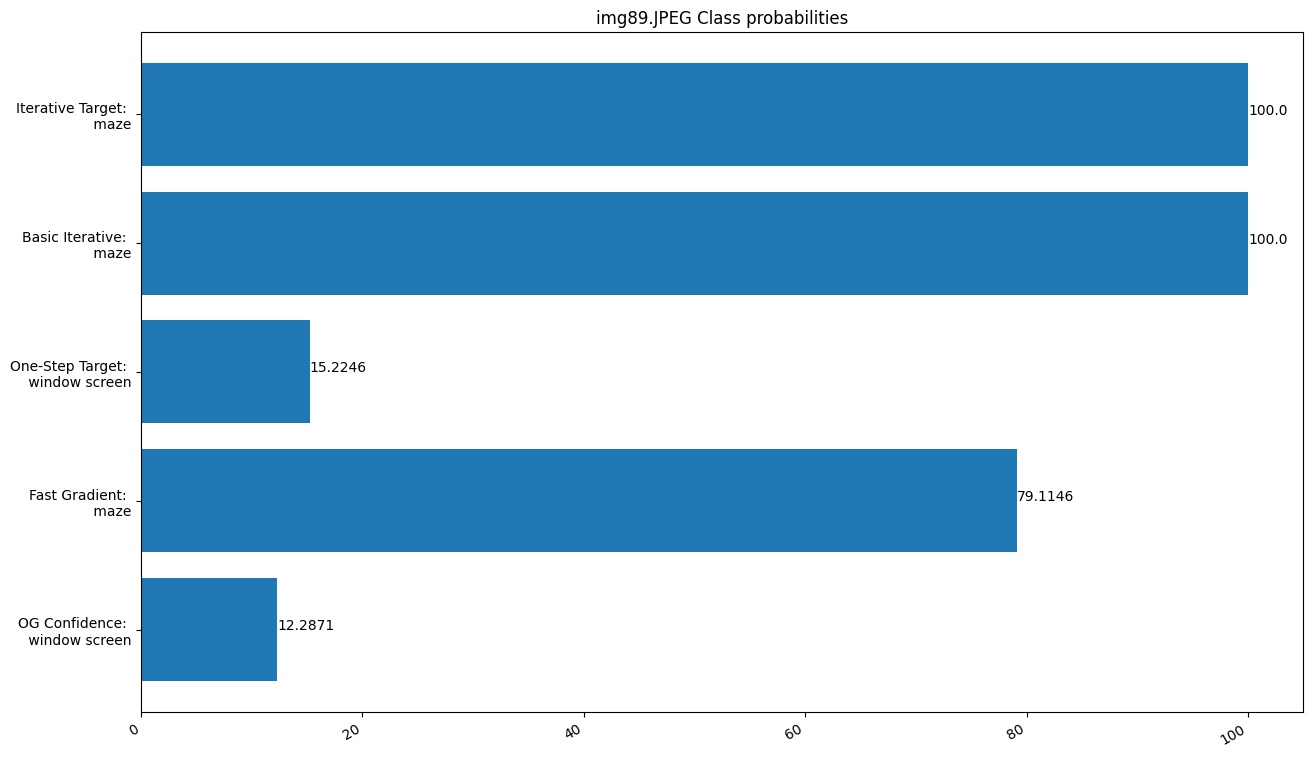 img89.JPEG Class probabilities
Iterative Target:
maze
100.0
Basic Iterative:
maze
100.0
One-Step Target:
window screen
15.2246
Fast Gradient:
maze
79.1146
OG Confidence:
window screen
12.2871
0
20
40
60
80
100